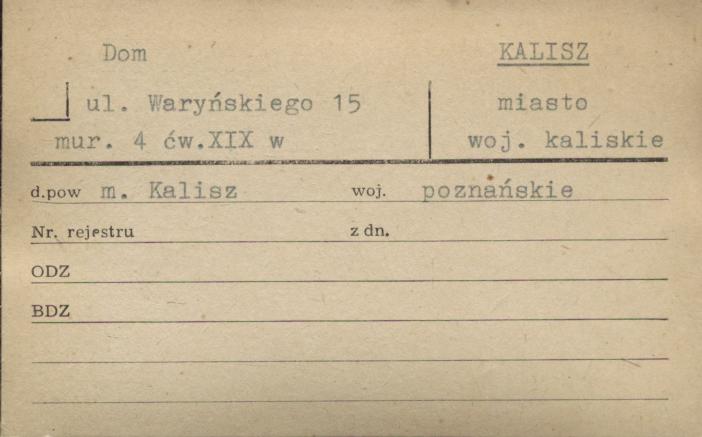 Dom KALISZ
ul. Waryńskiego 15 miasto
mur. 4 ćw.XIX w woj. kaliskie
d.pow m. Kalisz woj. poznańskie
Nr. rejestru z dn.
ODZ
BDZ